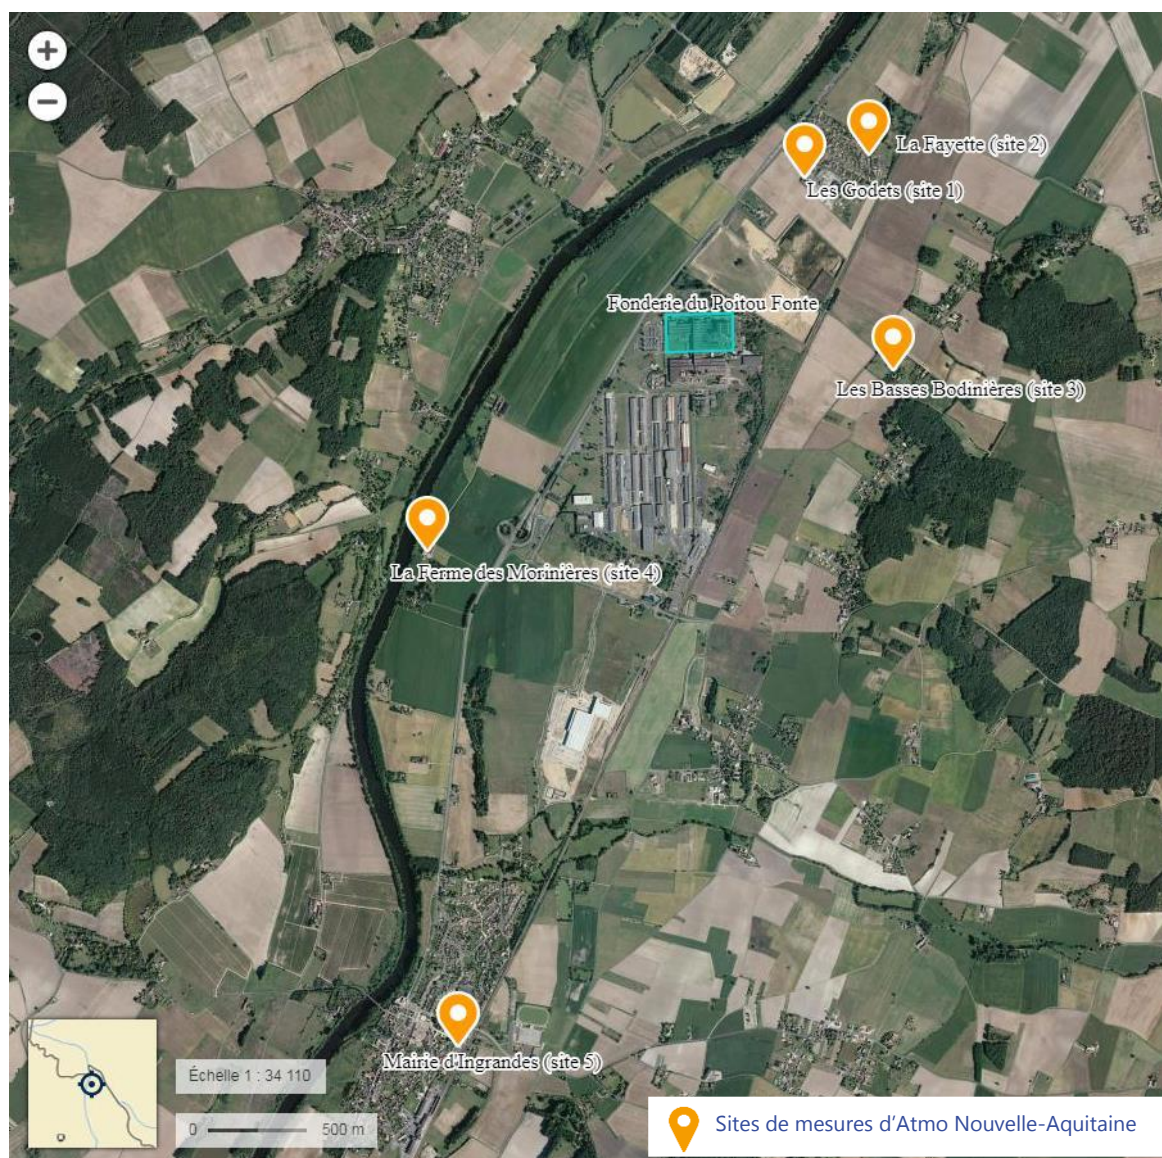 +
−
La Fayette (site 2)
Les Godets (site 1)
Fonderie du Poitou Fonte
Les Basses Bodinières (site 3)
La Ferme des Morinières (site 4)
Mairie d'Ingrandes (site 5)
Échelle 1 : 34 110
0 500 m
Sites de mesures d'Atmo Nouvelle-Aquitaine